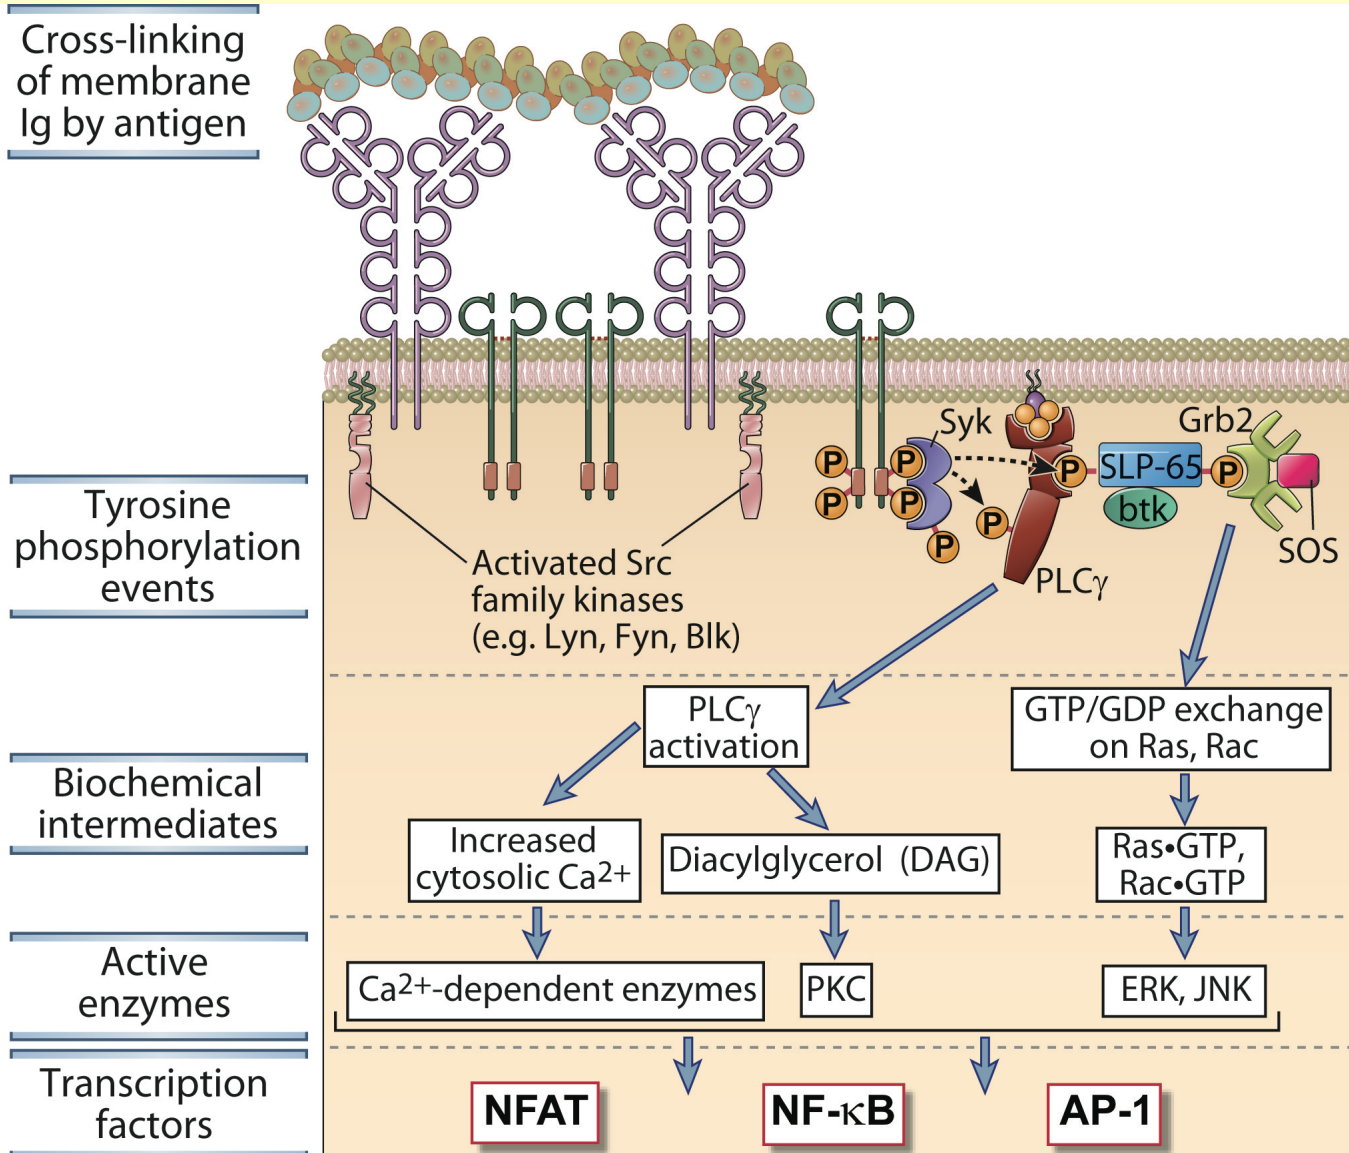 Cross-linking
of membrane
Ig by antigen
Syk
Grb2
P
P
P
P
P
P
P
SLP-65
P
btk
SOS
PLCγ
Tyrosine
phosphorylation
events
Activated Src
family kinases
(e.g. Lyn, Fyn, Blk)
PLCγ
activation
GTP/GDP exchange
on Ras, Rac
Biochemical
intermediates
Increased
cytosolic Ca2+
Diacylglycerol (DAG)
Ras•GTP,
Rac•GTP
Active
enzymes
Ca2+-dependent enzymes
PKC
ERK, JNK
Transcription
factors
NFAT
NF-κB
AP-1